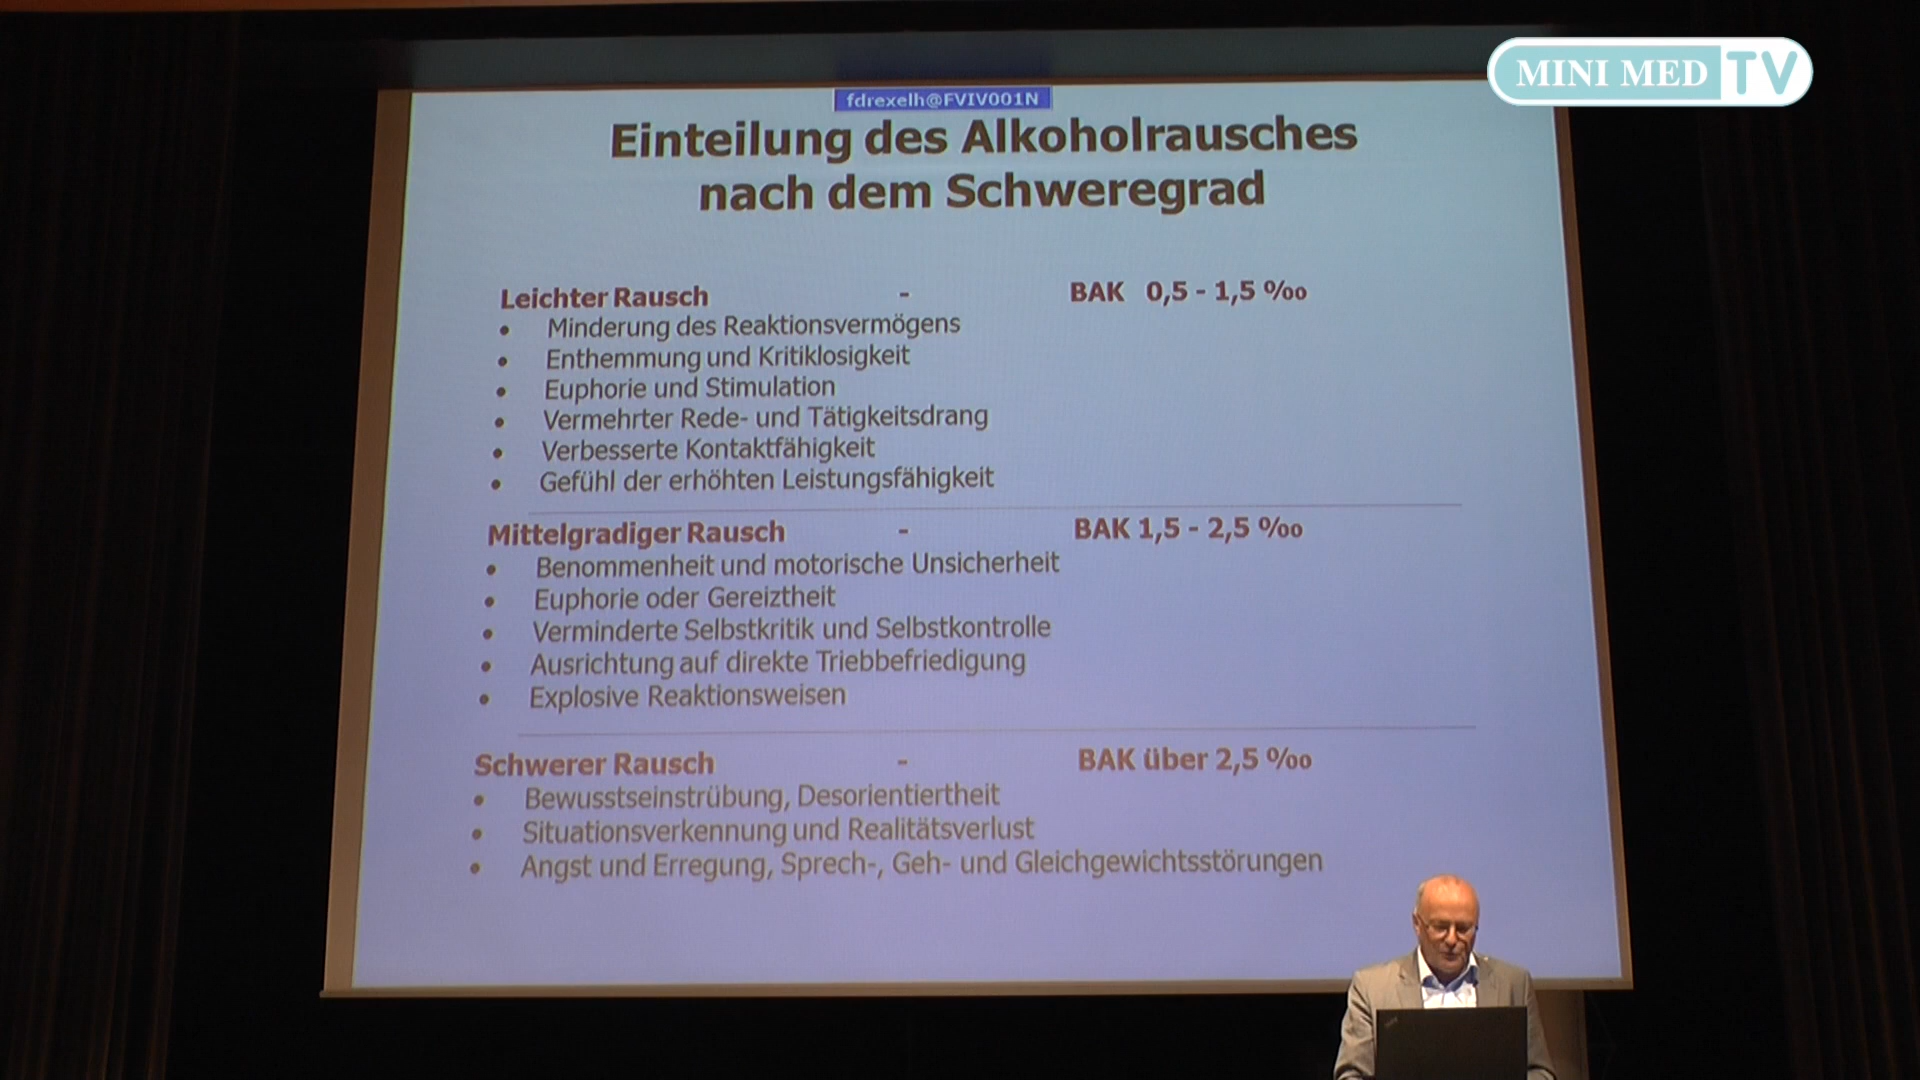 MINI MED TV
fdrexelh@FVIV001N
Einteilung des Alkoholrausches
nach dem Schweregrad
Leichter Rausch - BAK 0,5 - 1,5 ‰
• Minderung des Reaktionsvermögens
• Enthemmung und Kritiklosigkeit
• Euphorie und Stimulation
• Vermehrter Rede- und Tätigkeitsdrang
• Verbesserte Kontaktfähigkeit
• Gefühl der erhöhten Leistungsfähigkeit
Mittelgradiger Rausch - BAK 1,5 - 2,5 ‰
• Benommenheit und motorische Unsicherheit
• Euphorie oder Gereiztheit
• Verminderte Selbstkritik und Selbstkontrolle
• Ausrichtung auf direkte Triebbefriedigung
• Explosive Reaktionsweisen
Schwerer Rausch - BAK über 2,5 ‰
• Bewusstseinstrübung, Desorientiertheit
• Situationsverkennung und Realitätsverlust
• Angst und Erregung, Sprech-, Geh- und Gleichgewichtsstörungen